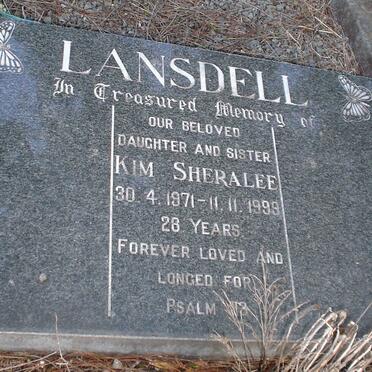 LANSDELL
In Treasured Memory of
OUR BELOVED
DAUGHTER AND SISTER
KIM SHERALEE
30. 4. 1971 - 11. 11. 1999
28 YEARS
FOREVER LOVED AND
LONGED FOR
PSALM